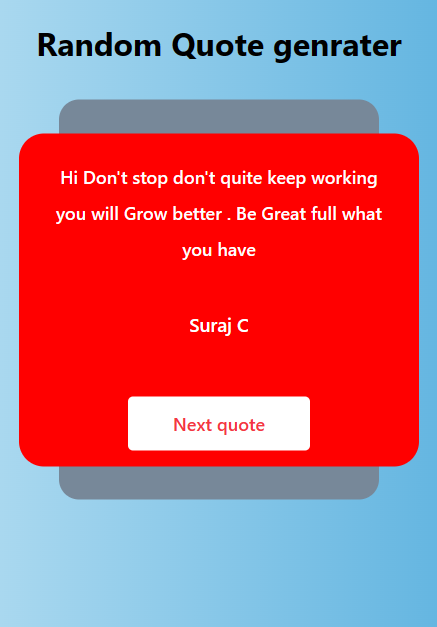 Random Quote genrater
Hi Don't stop don't quite keep working
you will Grow better . Be Great full what
you have
Suraj C
Next quote